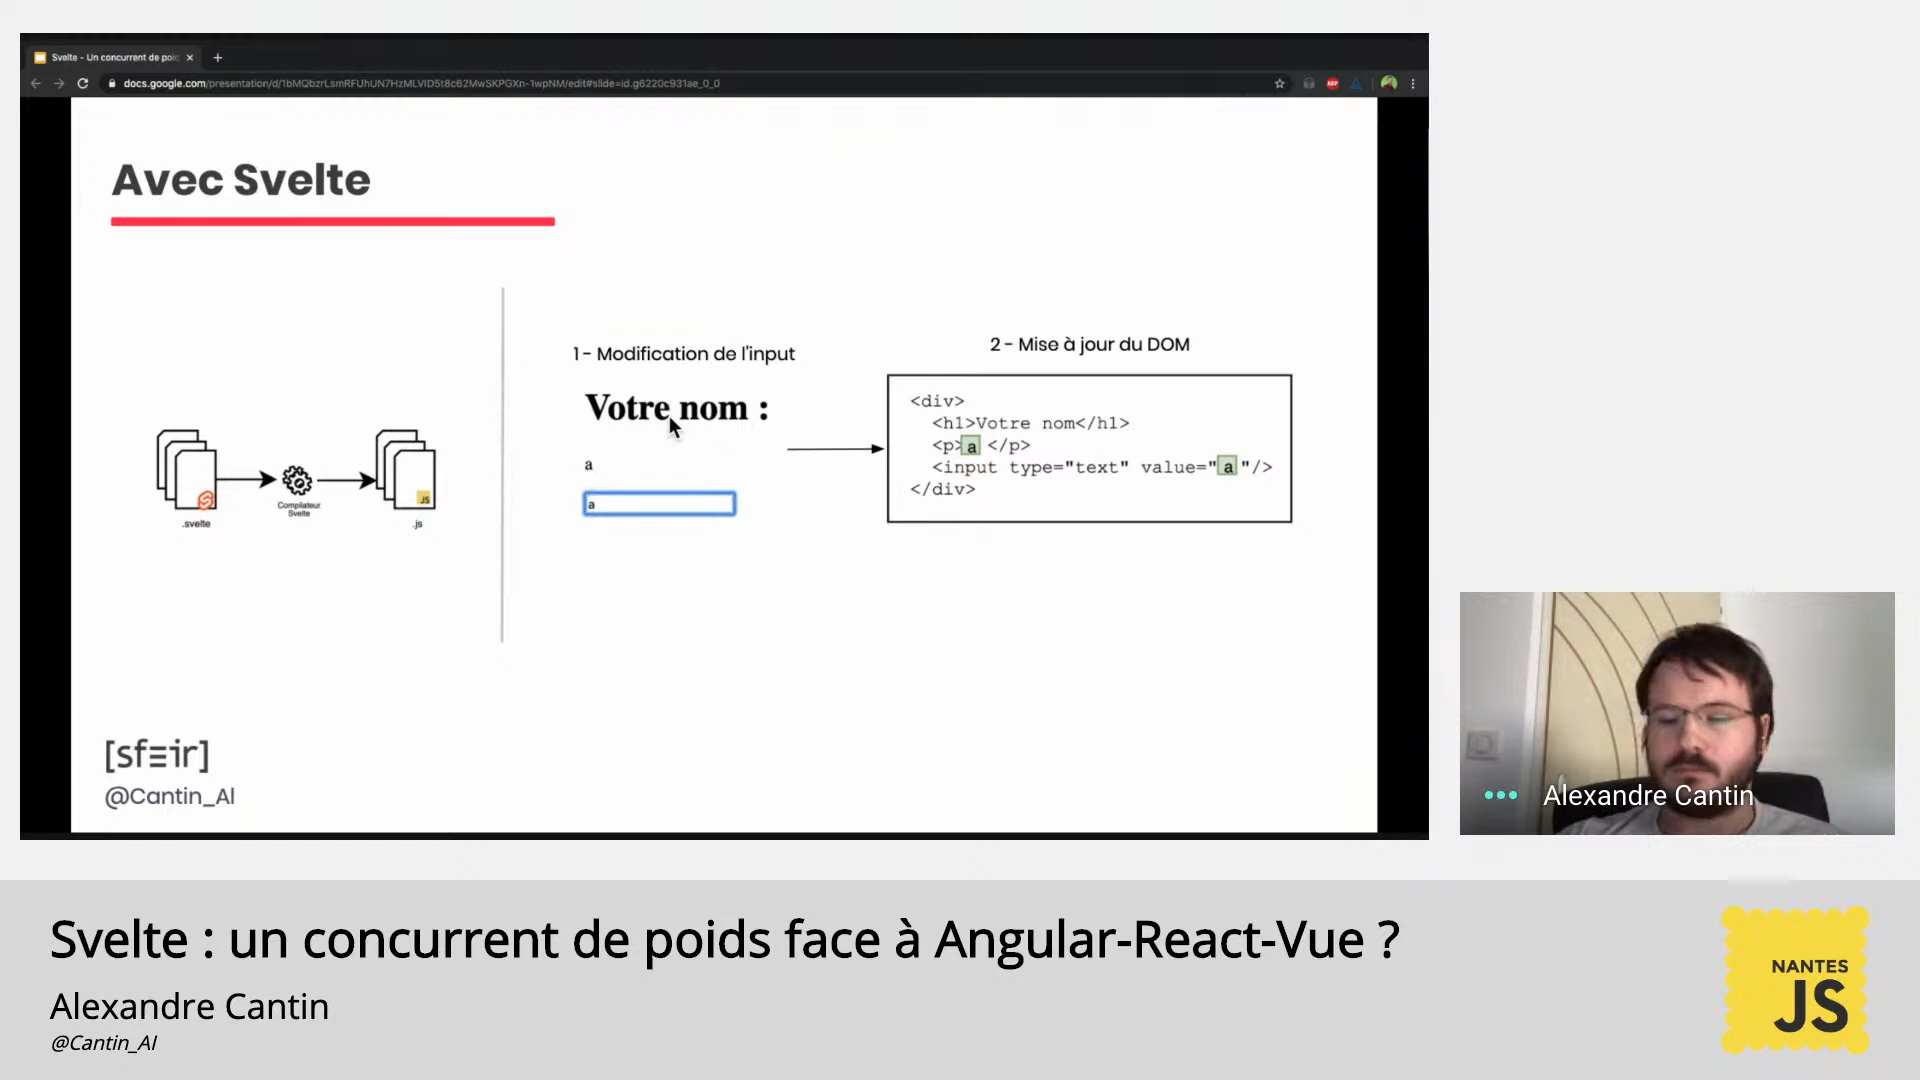 Svelte - Un concurrent de poi
docs.google.com/presentation/d/1bMQbzrLsmRFUhUN7HzMLVID5t8c62MwSKPGXn-1wpNM/edit#slide=id.g6220c931ae_0_0
ABP
Avec Svelte
1 - Modification de l'input
2 - Mise à jour du DOM
Votre nom :
a
a
<div>
<h1>Votre nom</h1>
<p>a </p>
<input type="text" value="a"/>
</div>
JS
Compilateur
Svelte
.svelte
.js
[sfeir]
@Cantin_Al
Alexandre Cantin
Svelte : un concurrent de poids face à Angular-React-Vue ?
Alexandre Cantin
@Cantin_Al
NANTES
JS